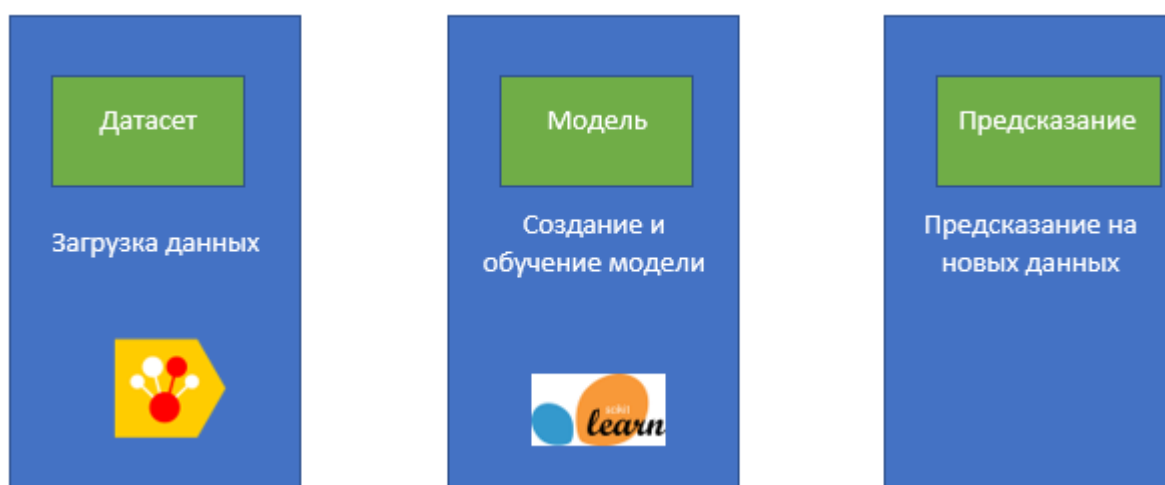 Датасет
Загрузка данных
Модель
Создание и
обучение модели
scikit
learn
Предсказание
Предсказание на
новых данных